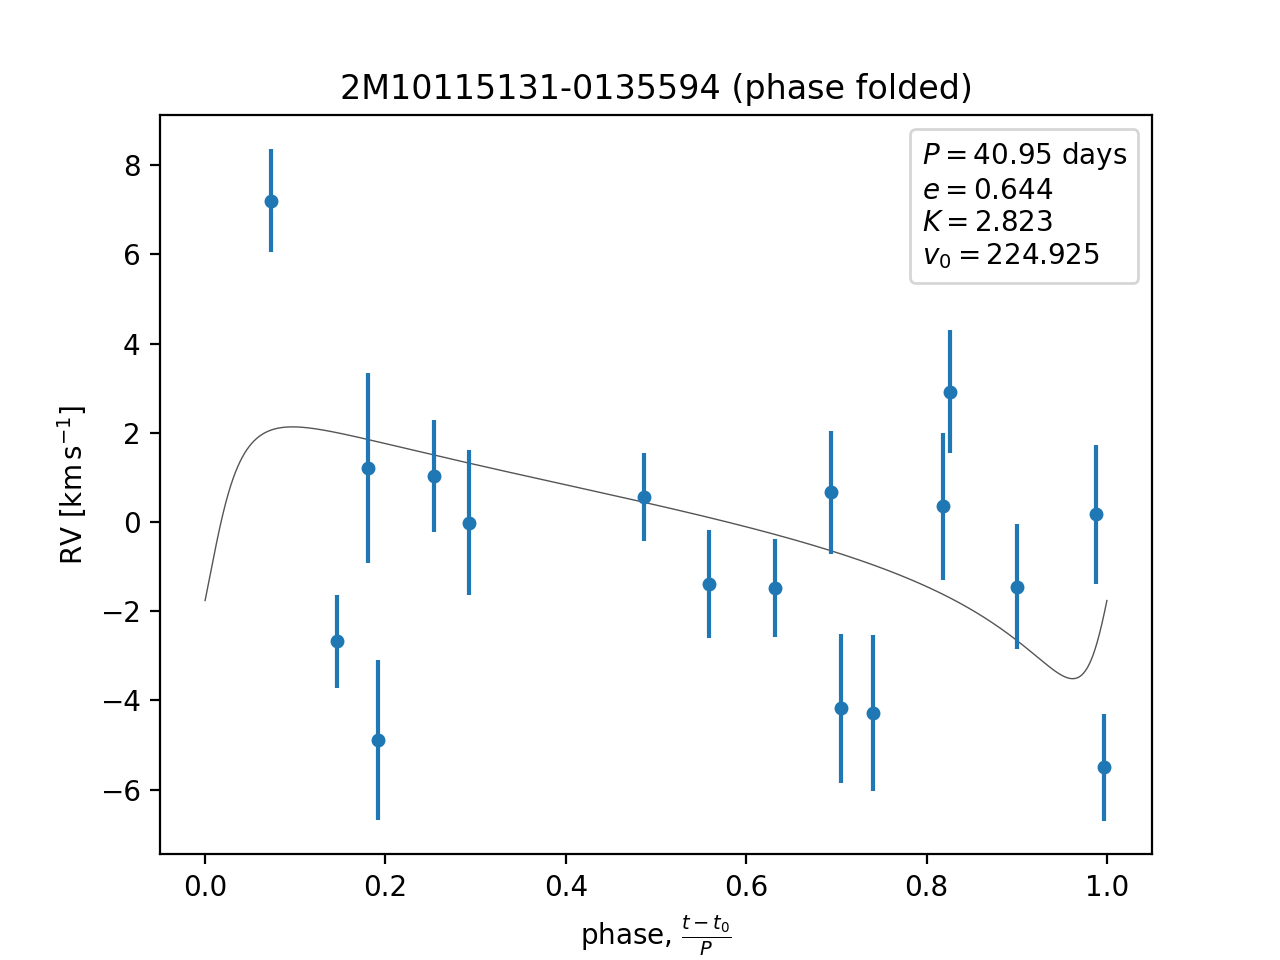 2M10115131-0135594 (phase folded)
P = 40.95 days
e = 0.644
K = 2.823
v₀ = 224.925
RV [km s⁻¹]
8
6
4
2
0
−2
−4
−6
0.0 0.2 0.4 0.6 0.8 1.0
phase, (t − t₀)/P